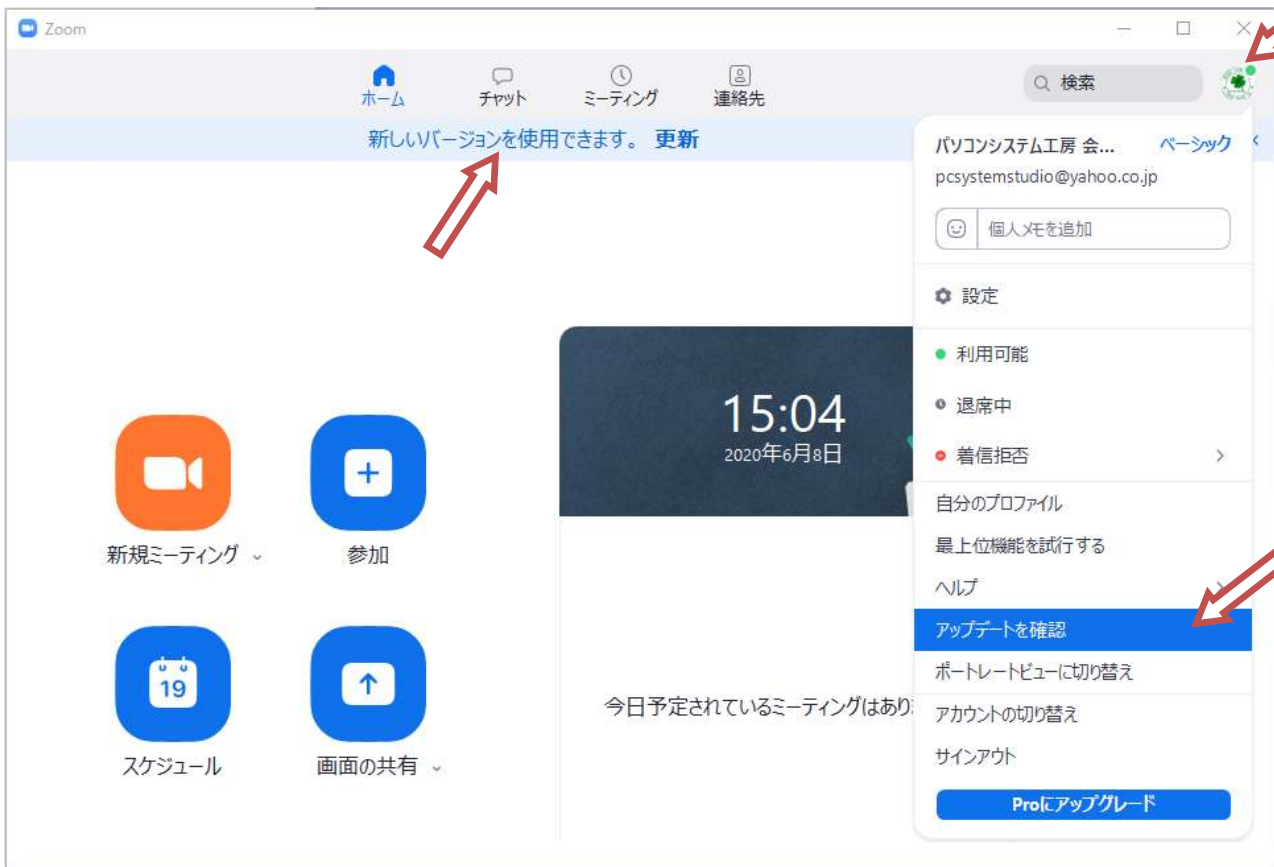 Zoom
ホーム
チャット
ミーティング
連絡先
検索
新しいバージョンを使用できます。 更新
パソコンシステム工房 会... ベーシック
pcsystemstudio@yahoo.co.jp
個人メモを追加
設定
利用可能
退席中
着信拒否
自分のプロファイル
最上位機能を試行する
ヘルプ
アップデートを確認
ポートレートビューに切り替え
アカウントの切り替え
サインアウト
Proにアップグレード
15:04
2020年6月8日
新規ミーティング
参加
19
スケジュール
画面の共有
今日予定されているミーティングはあり